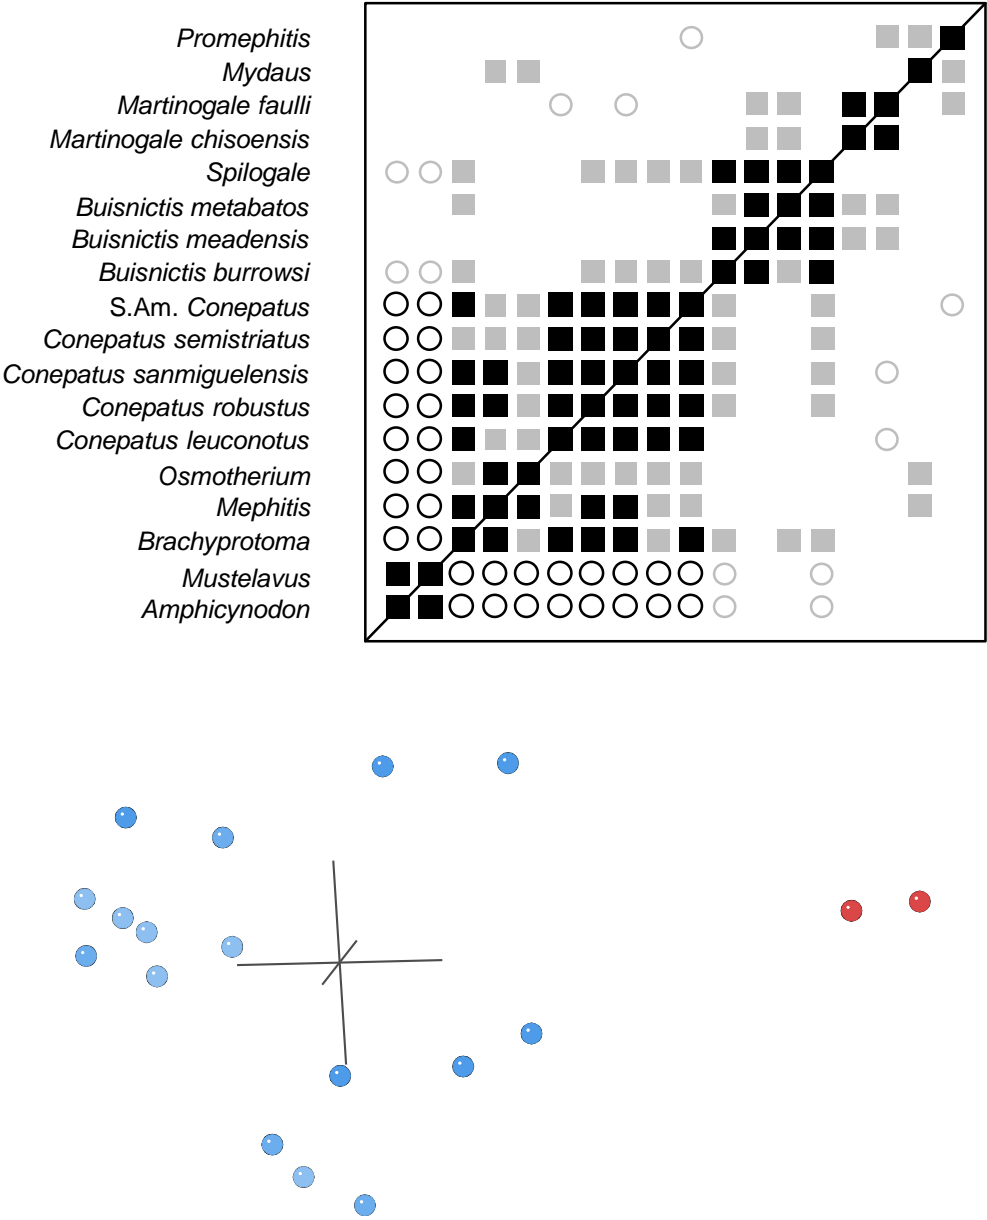 Promephitis
Mydaus
Martinogale faulli
Martinogale chisoensis
Spilogale
Buisnictis metabatos
Buisnictis meadensis
Buisnictis burrowsi
S.Am. Conepatus
Conepatus semistriatus
Conepatus sanmiguelensis
Conepatus robustus
Conepatus leuconotus
Osmotherium
Mephitis
Brachyprotoma
Mustelavus
Amphicynodon